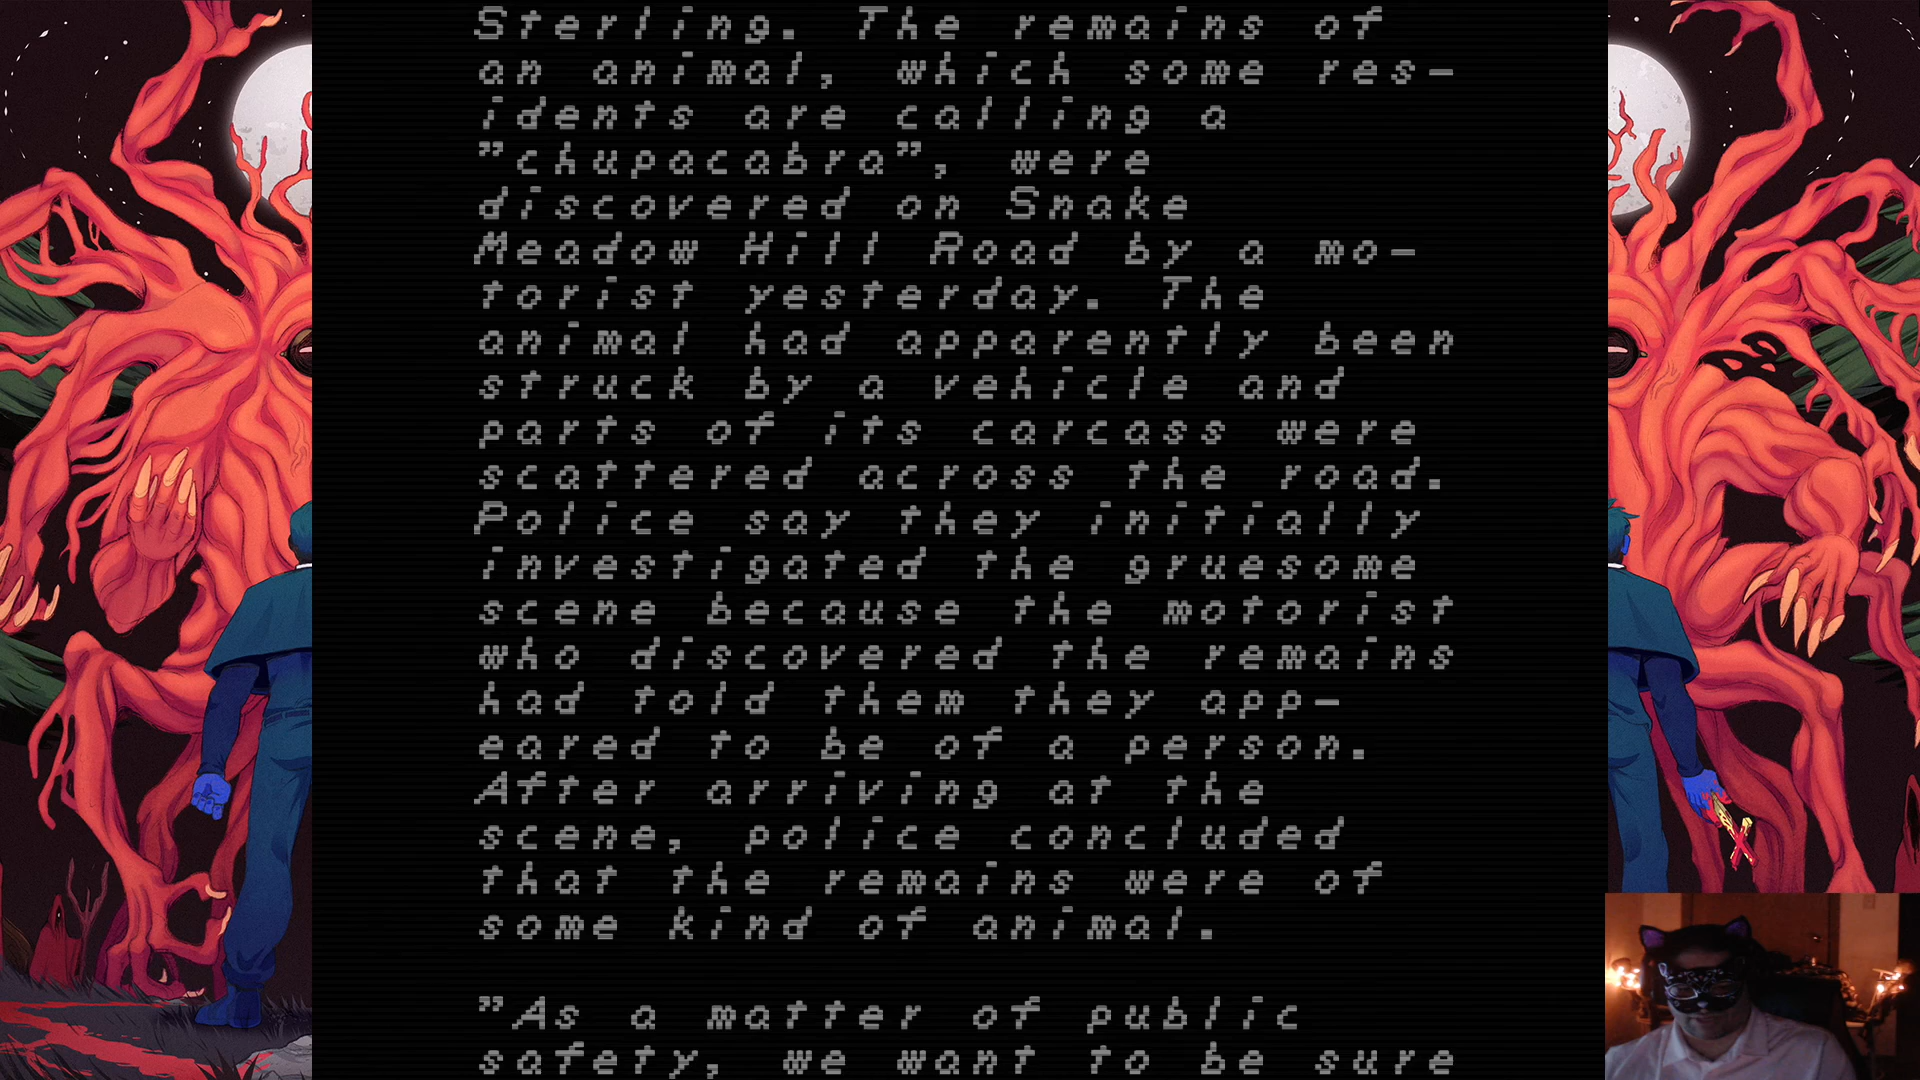 Sterling. The remains of
an animal, which some res-
idents are calling a
"chupacabra", were
discovered on Snake
Meadow Hill Road by a mo-
torist yesterday. The
animal had apparently been
struck by a vehicle and
parts of its carcass were
scattered across the road.
Police say they initially
investigated the gruesome
scene because the motorist
who discovered the remains
had told them they app-
eared to be of a person.
After arriving at the
scene, police concluded
that the remains were of
some kind of animal.
"As a matter of public
safety, we want to be sure